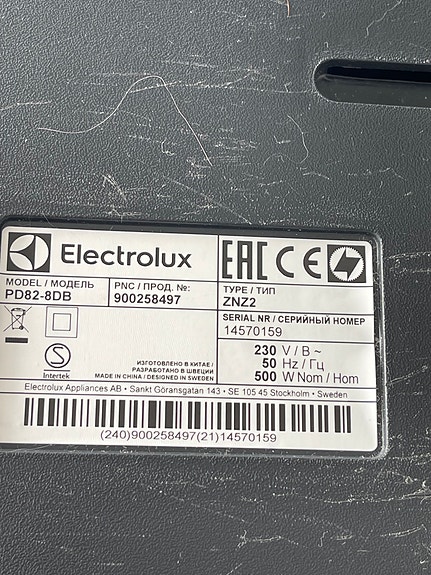 Electrolux EAC CE
MODEL / МОДЕЛЬ
PD82-8DB
PNC / ПРОД. №:
900258497
TYPE / ТИП
ZNZ2
SERIAL NR / СЕРИЙНЫЙ НОМЕР
14570159
S
Intertek
ИЗГОТОВЛЕНО В КИТАЕ/
РАЗРАБОТАНО В ШВЕЦИИ
MADE IN CHINA / DESIGNED IN SWEDEN
230 V / В ~
50 Hz / Гц
500 W Nom / Hom
Electrolux Appliances AB • Sankt Göransgatan 143 • SE 105 45 Stockholm • Sweden
(240)900258497(21)14570159